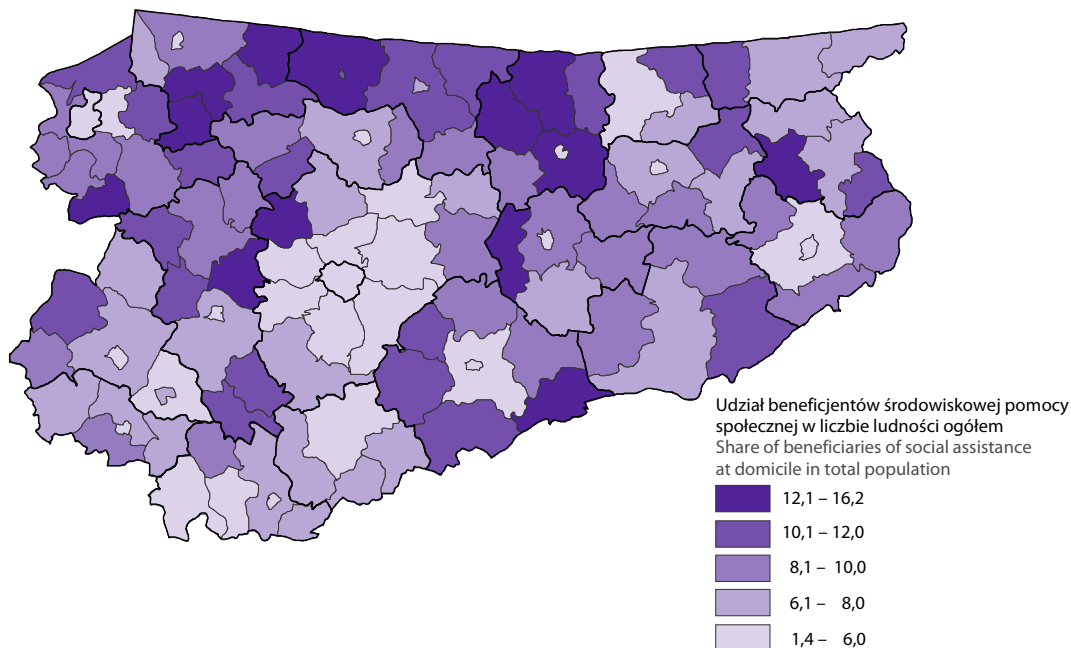 Udział beneficjentów środowiskowej pomocy
społecznej w liczbie ludności ogółem
Share of beneficiaries of social assistance
at domicile in total population
12,1 – 16,2
10,1 – 12,0
8,1 – 10,0
6,1 – 8,0
1,4 – 6,0